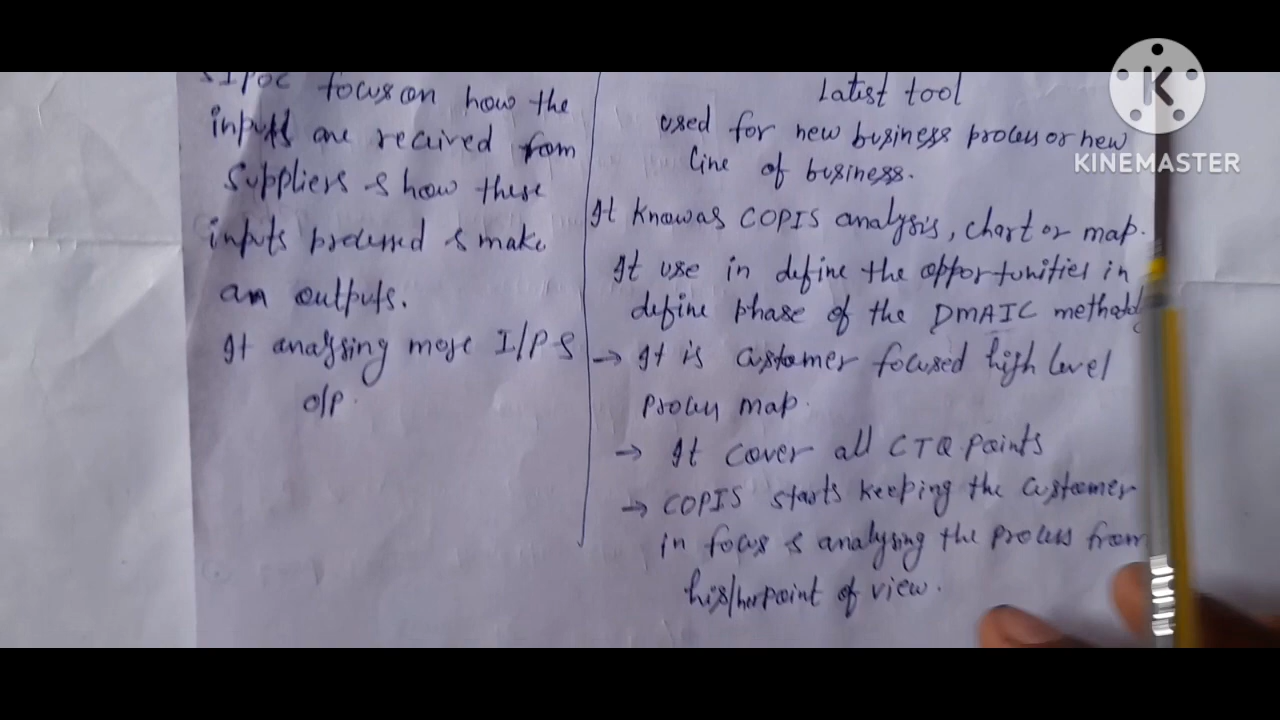 SIPOC focus on how the
inputs are recived from
Suppliers & how these
inputs processed & make
an outputs.
It analysing more I/P &
O/P.
Latest tool
used for new business process or new
line of business.
It know as COPIS analysis, chart or map.
It use in define the opportunities in
define phase of the DMAIC
→ It is customer focused high level
process map.
→ It cover all CTQ points
→ COPIS starts keeping the customer
in focus & analysing the process from
his/her point of view.
KINEMASTER